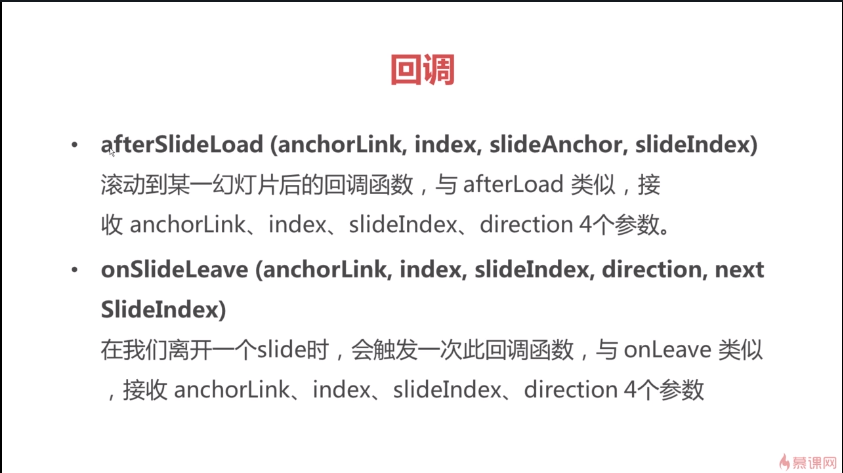 回调
• afterSlideLoad (anchorLink, index, slideAnchor, slideIndex)
滚动到某一幻灯片后的回调函数，与 afterLoad 类似，接
收 anchorLink、index、slideIndex、direction 4个参数。
• onSlideLeave (anchorLink, index, slideIndex, direction, next
SlideIndex)
在我们离开一个slide时，会触发一次此回调函数，与 onLeave 类似
，接收 anchorLink、index、slideIndex、direction 4个参数
慕课网